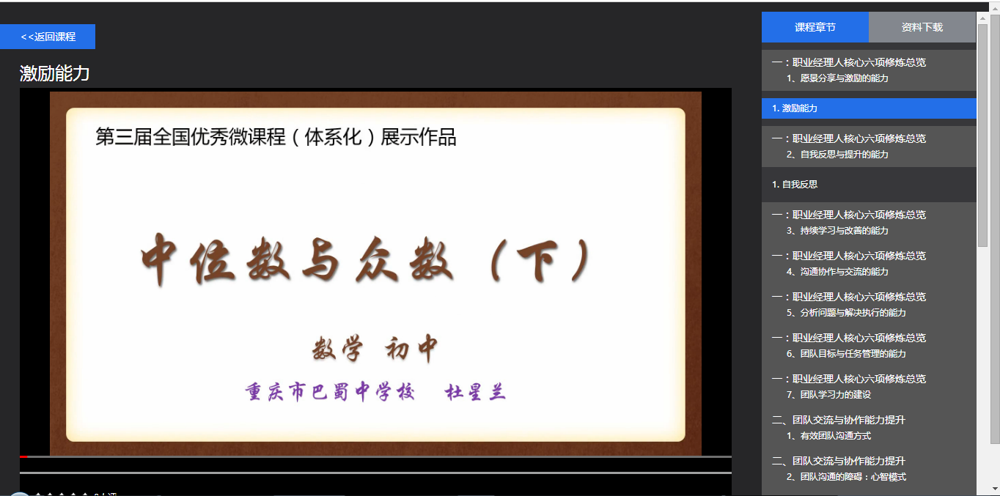 <<返回课程
激励能力
第三届全国优秀微课程（体系化）展示作品
中位数与众数（下）
数学 初中
重庆市巴蜀中学校 杜星兰
课程章节 资料下载
一：职业经理人核心六项修炼总览
1、愿景分享与激励的能力
1. 激励能力
一：职业经理人核心六项修炼总览
2、自我反思与提升的能力
1. 自我反思
一：职业经理人核心六项修炼总览
3、持续学习与改善的能力
一：职业经理人核心六项修炼总览
4、沟通协作与交流的能力
一：职业经理人核心六项修炼总览
5、分析问题与解决执行的能力
一：职业经理人核心六项修炼总览
6、团队目标与任务管理的能力
一：职业经理人核心六项修炼总览
7、团队学习力的建设
二、团队交流与协作能力提升
1、有效团队沟通方式
二、团队交流与协作能力提升
2、团队沟通的障碍：心智模式